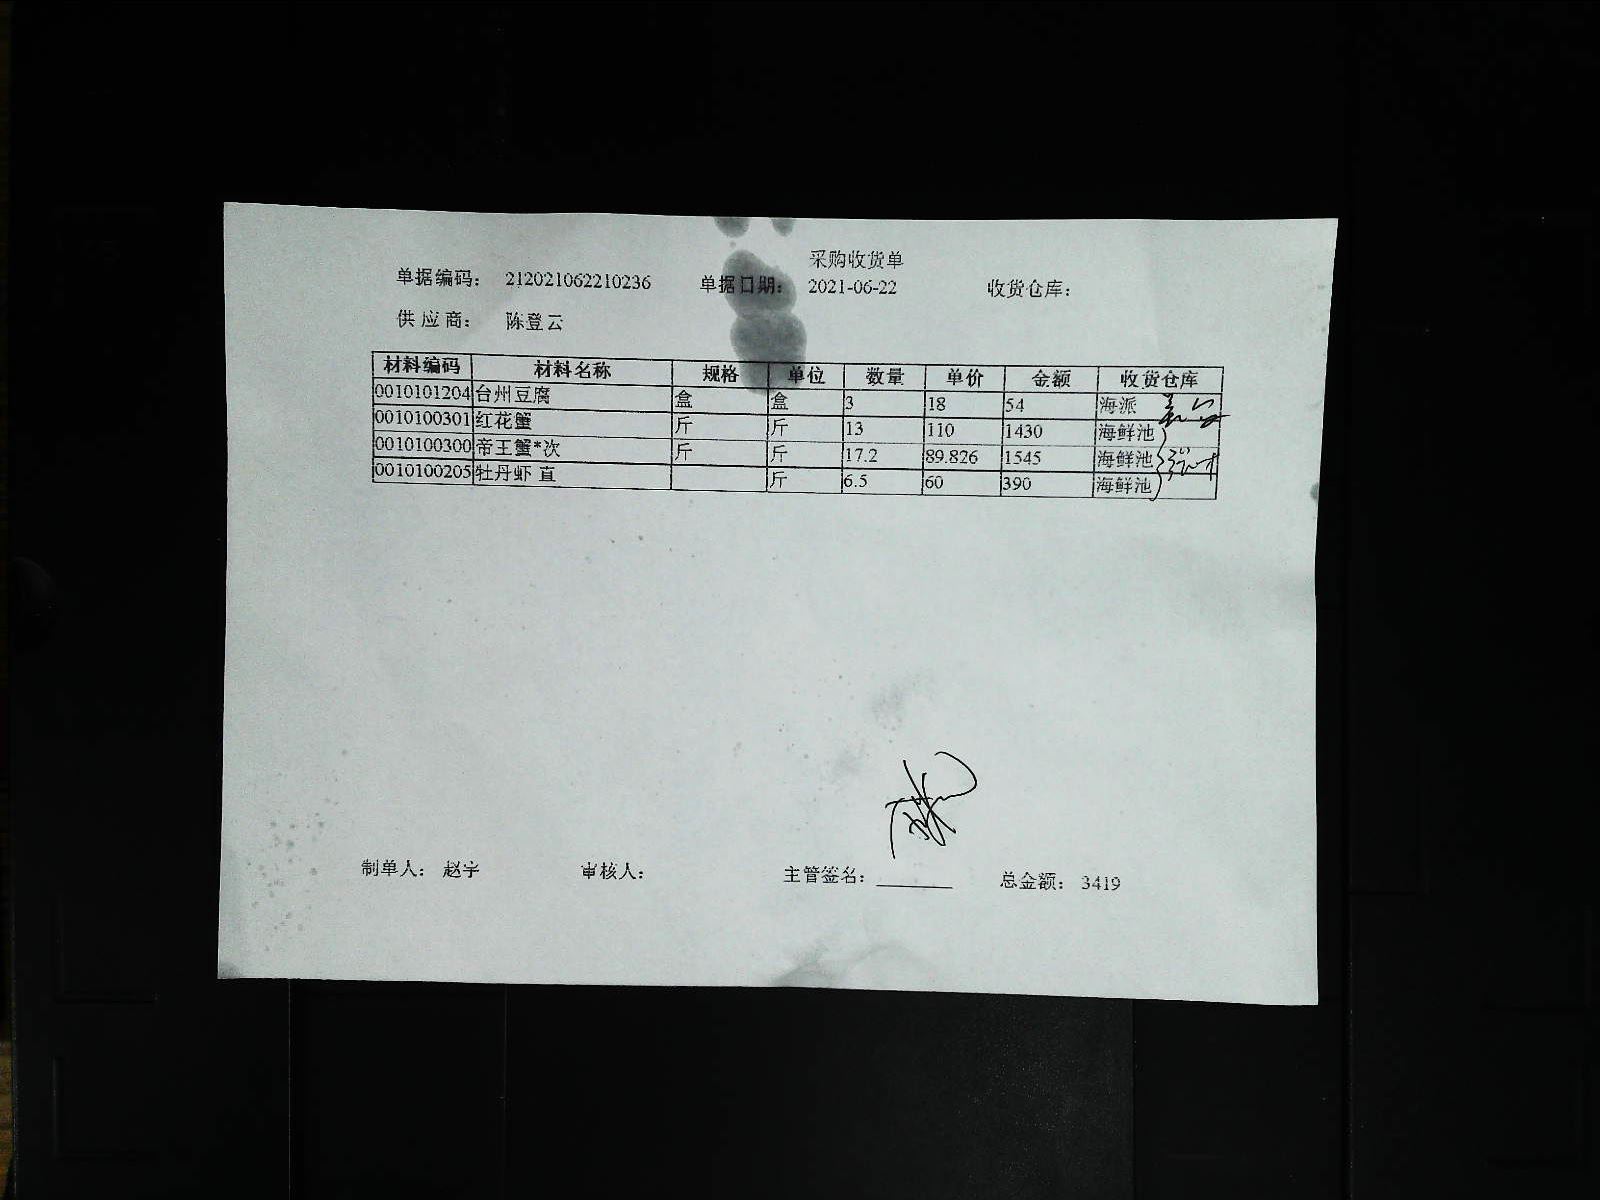 采购收货单
单据编码： 212021062210236 单据日期： 2021-06-22 收货仓库：
供 应 商： 陈登云
材料编码 材料名称 规格 单位 数量 单价 金额 收货仓库
0010101204 台州豆腐 盒 盒 3 18 54 海派
0010100301 红花蟹 斤 斤 13 110 1430 海鲜池
0010100300 帝王蟹*次 斤 斤 17.2 89.826 1545 海鲜池
0010100205 牡丹虾 直 斤 6.5 60 390 海鲜池
制单人： 赵宇 审核人： 主管签名： 总金额： 3419